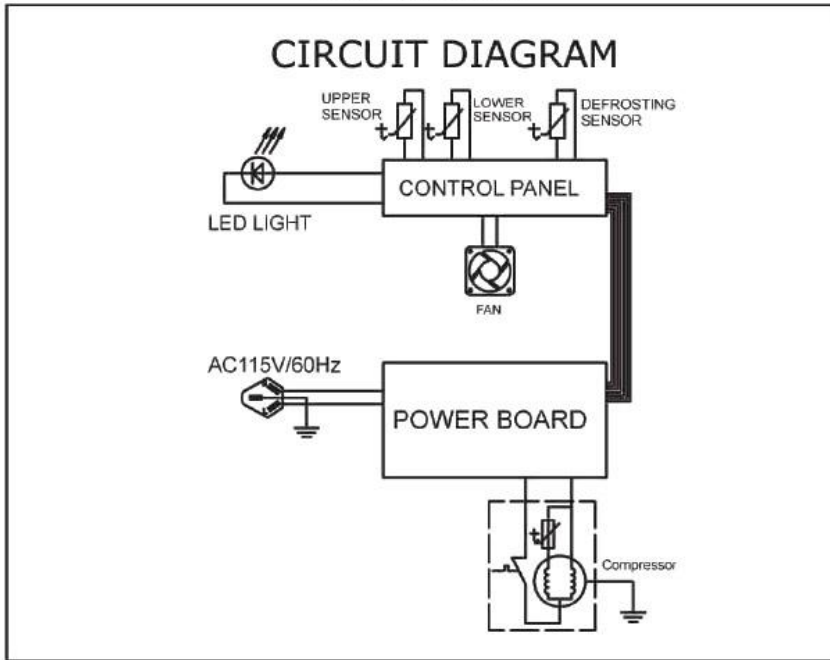 CIRCUIT DIAGRAM
UPPER
SENSOR
LOWER
SENSOR
DEFROSTING
SENSOR
t
t
t
CONTROL PANEL
LED LIGHT
FAN
AC115V/60Hz
POWER BOARD
t
Compressor